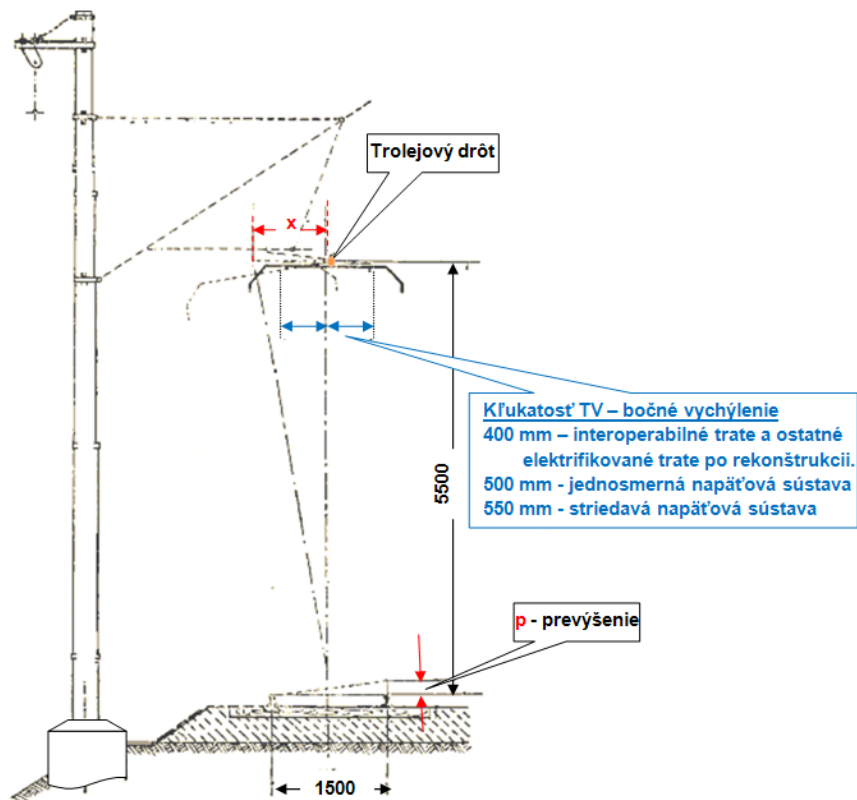 Trolejový drôt
x
Kľukatosť TV – bočné vychýlenie
400 mm – interoperabilné trate a ostatné
elektrifikované trate po rekonštrukcii.
500 mm - jednosmerná napäťová sústava
550 mm - striedavá napäťová sústava
5500
p - prevýšenie
1500